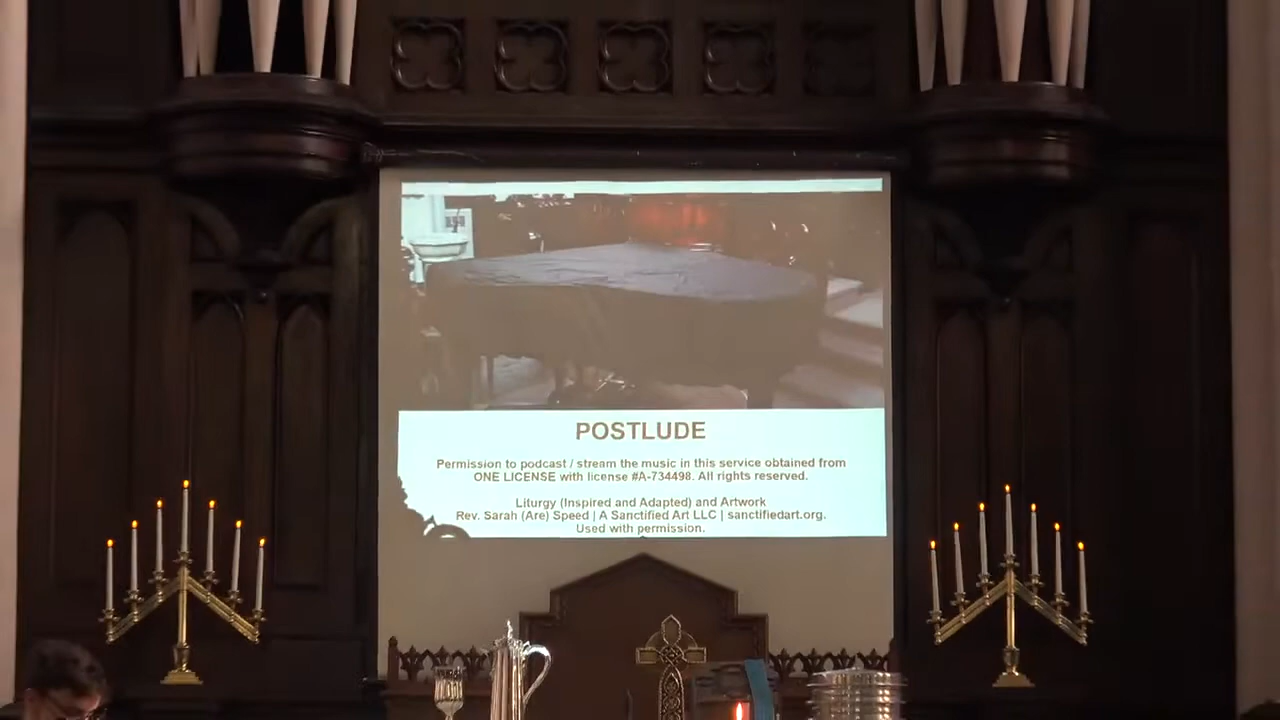 POSTLUDE
Permission to podcast / stream the music in this service obtained from
ONE LICENSE with license #A-734498. All rights reserved.
Liturgy (Inspired and Adapted) and Artwork
Rev. Sarah (Are) Speed | A Sanctified Art LLC | sanctifiedart.org.
Used with permission.